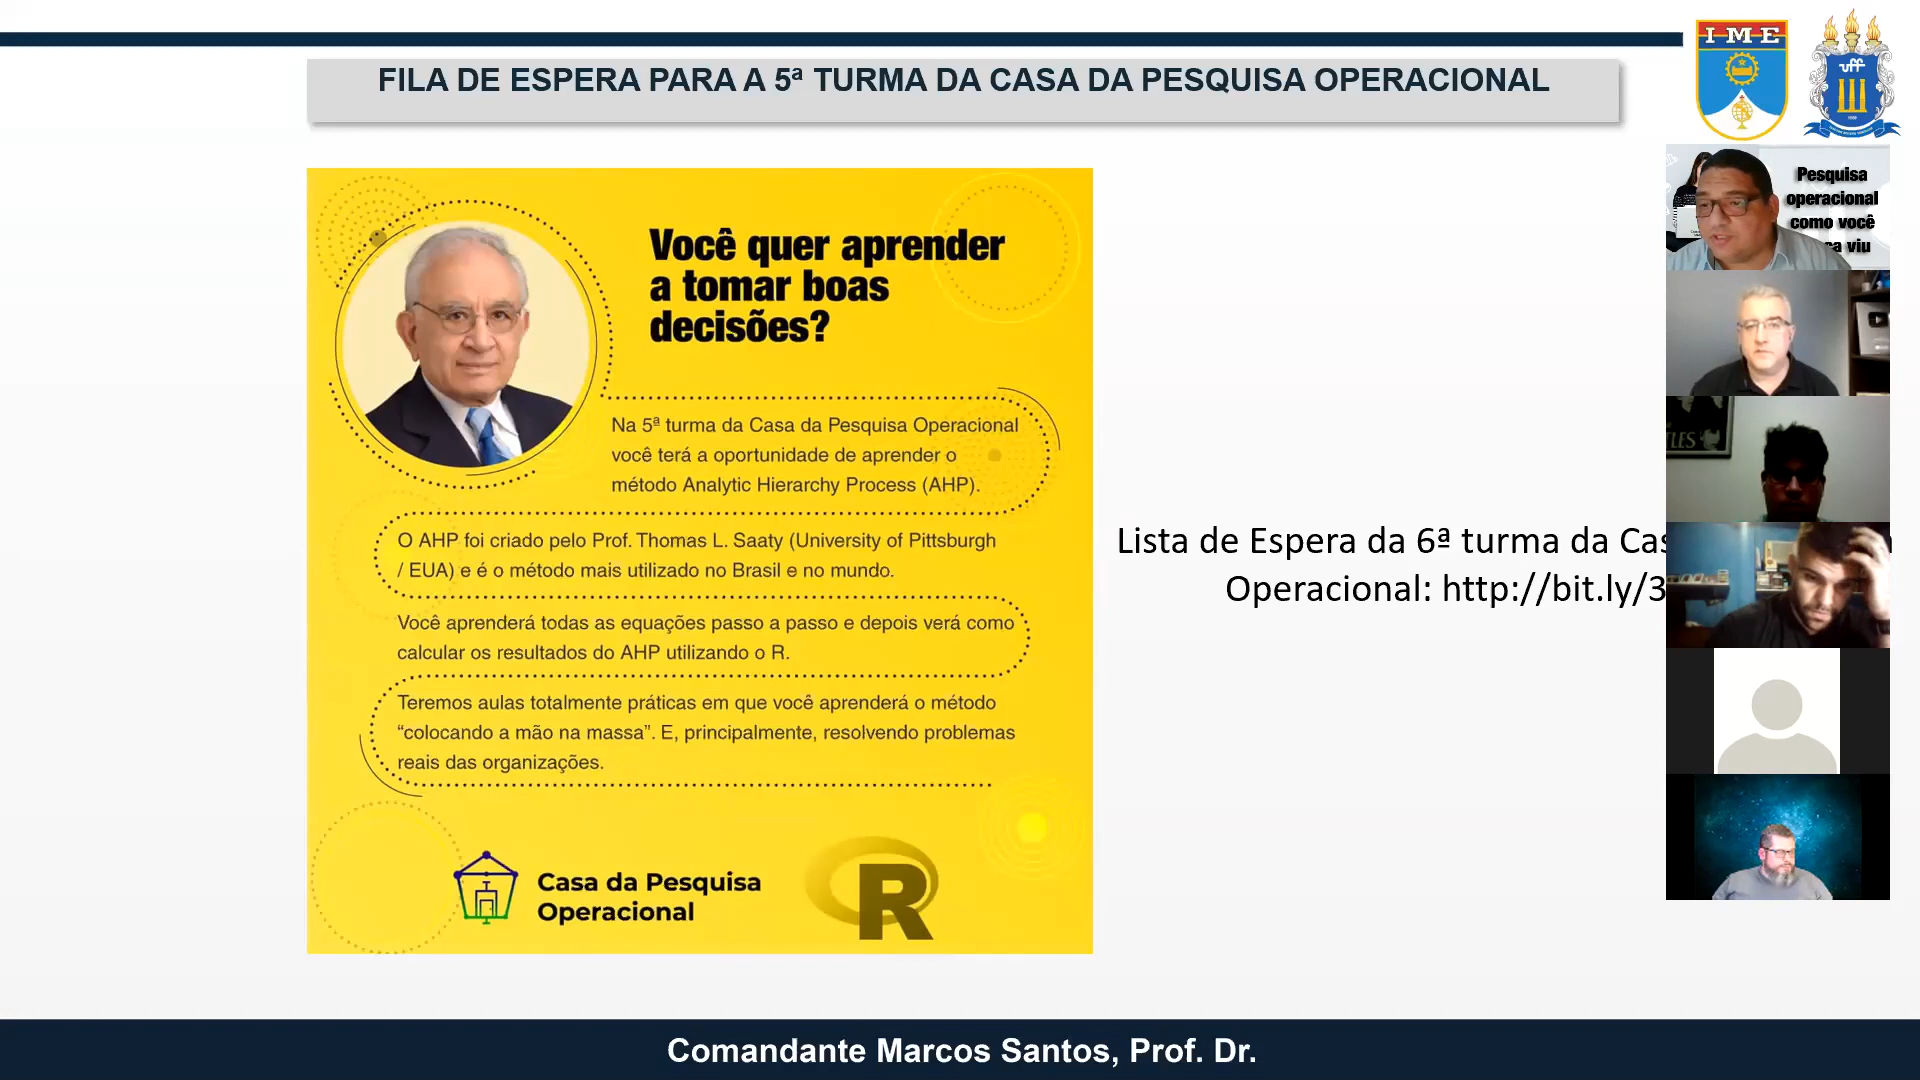 FILA DE ESPERA PARA A 5ª TURMA DA CASA DA PESQUISA OPERACIONAL
IME
uff
Pesquisa
operacional
como você
viu
Você quer aprender
a tomar boas
decisões?
Na 5ª turma da Casa da Pesquisa Operacional
você terá a oportunidade de aprender o
método Analytic Hierarchy Process (AHP).
O AHP foi criado pelo Prof. Thomas L. Saaty (University of Pittsburgh
/ EUA) e é o método mais utilizado no Brasil e no mundo.
Você aprenderá todas as equações passo a passo e depois verá como
calcular os resultados do AHP utilizando o R.
Teremos aulas totalmente práticas em que você aprenderá o método
“colocando a mão na massa”. E, principalmente, resolvendo problemas
reais das organizações.
Casa da Pesquisa
Operacional
R
Lista de Espera da 6ª turma da Cas
Operacional: http://bit.ly/3
Comandante Marcos Santos, Prof. Dr.